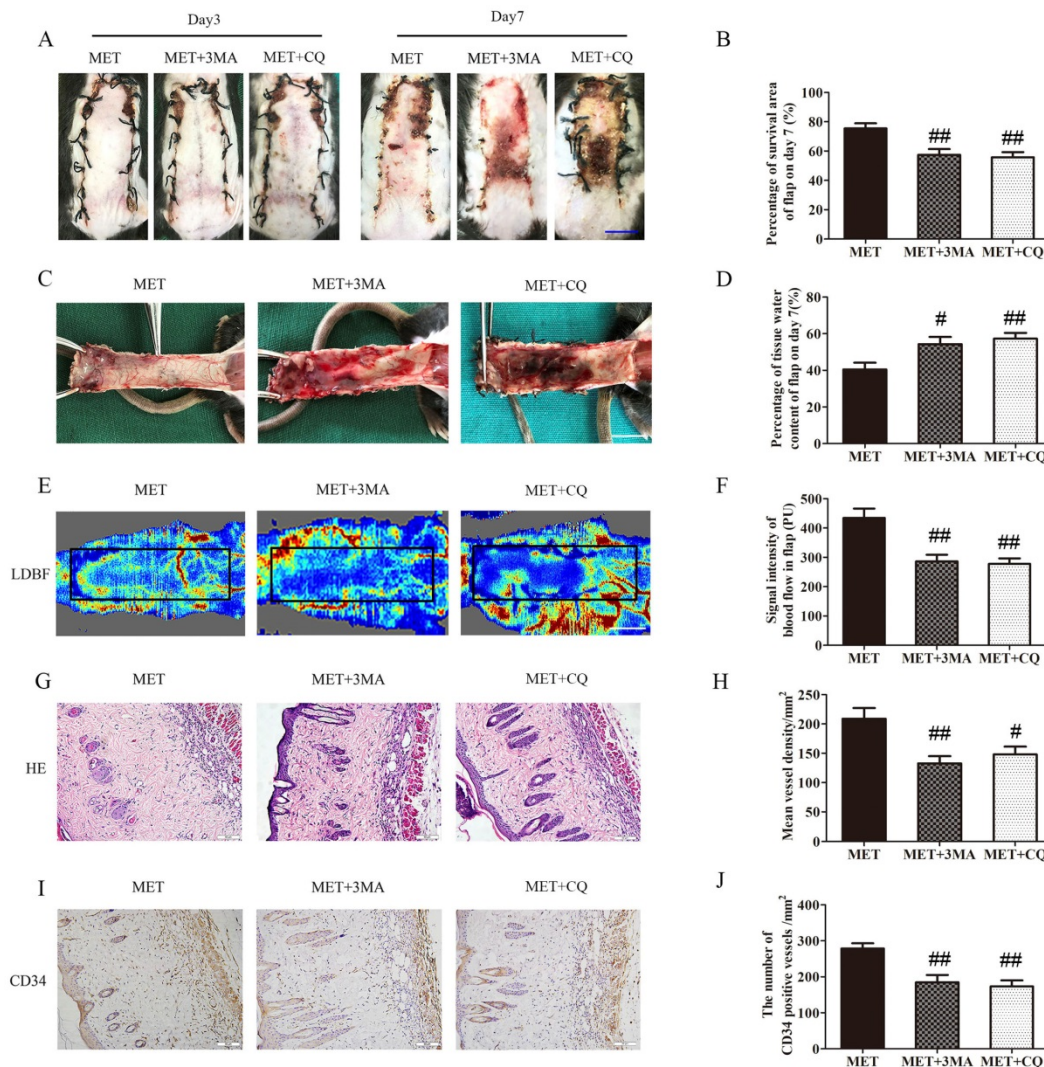 Day3
Day7
A
MET
MET+3MA
MET+CQ
MET
MET+3MA
MET+CQ
B
Percentage of survival area
of flap on day 7 (%)
100
80
60
40
20
0
##
##
MET
MET+3MA
MET+CQ
C
MET
MET+3MA
MET+CQ
D
Percentage of tissue water
content of flap on day 7(%)
80
60
40
20
0
#
##
MET
MET+3MA
MET+CQ
E
MET
MET+3MA
MET+CQ
LDBF
F
Signal intensity of
blood flow in flap (PU)
500
400
300
200
100
0
##
##
MET
MET+3MA
MET+CQ
G
MET
MET+3MA
MET+CQ
HE
H
Mean vessel density/mm²
250
200
150
100
50
0
##
#
MET
MET+3MA
MET+CQ
I
MET
MET+3MA
MET+CQ
CD34
J
The number of
CD34 positive vessels /mm²
400
300
200
100
0
##
##
MET
MET+3MA
MET+CQ